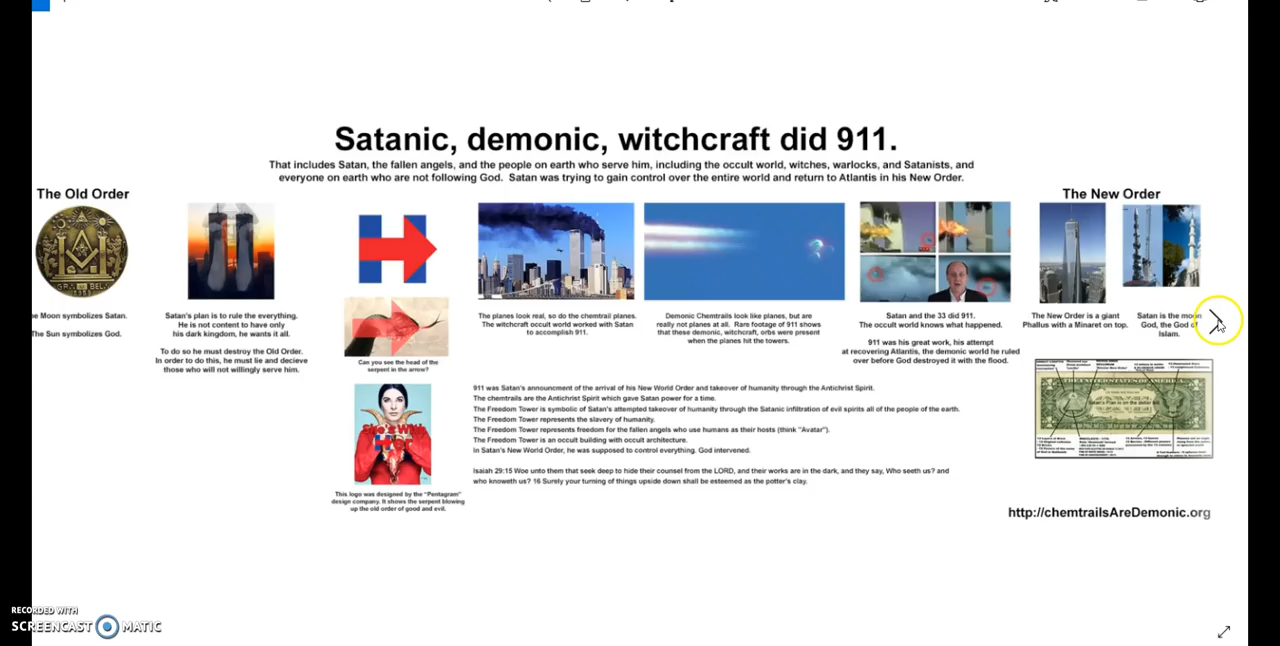 Satanic, demonic, witchcraft did 911.
That includes Satan, the fallen angels, and the people on earth who serve him, including the occult world, witches, warlocks, and Satanists, and
everyone on earth who are not following God. Satan was trying to gain control over the entire world and return to Atlantis in his New Order.
The Old Order
e Moon symbolizes Satan.
The Sun symbolizes God.
Satan's plan is to rule the everything.
He is not content to have only
his dark kingdom, he wants it all.
To do so he must destroy the Old Order.
In order to do this, he must lie and decieve
those who will not willingly serve him.
Can you see the head of the
serpent in the arrow?
She's With
Her
This logo was designed by the "Pentagram"
design company. It shows the serpent blowing
up the old order of good and evil.
The planes look real, so do the chemtrail planes.
The witchcraft occult world worked with Satan
to accomplish 911.
Demonic Chemtrails look like planes, but are
really not planes at all. Rare footage of 911 shows
that these demonic, witchcraft, orbs were present
when the planes hit the towers.
Satan and the 33 did 911.
The occult world knows what happened.
911 was his great work, his attempt
at recovering Atlantis, the demonic world he ruled
over before God destroyed it with the flood.
911 was Satan's announcement of the arrival of his New World Order and takeover of humanity through the Antichrist Spirit.
The chemtrails are the Antichrist Spirit which gave Satan power for a time.
The Freedom Tower is symbolic of Satan's attempted takeover of humanity through the Satanic infiltration of evil spirits all of the people of the earth.
The Freedom Tower represents the slavery of humanity.
The Freedom Tower represents freedom for the fallen angels who use humans as their hosts (think "Avatar").
The Freedom Tower is an occult building with occult architecture.
In Satan's New World Order, he was supposed to control everything. God intervened.
Isaiah 29:15 Woe unto them that seek deep to hide their counsel from the LORD, and their works are in the dark, and they say, Who seeth us? and
who knoweth us? 16 Surely your turning of things upside down shall be esteemed as the potter's clay.
The New Order
The New Order is a giant
Phallus with a Minaret on top.
Satan is the moon
God, the God of
Islam.
THE UNITED STATES OF AMERICA
http://chemtrailsAreDemonic.org
RECORDED WITH
SCREENCAST MATIC